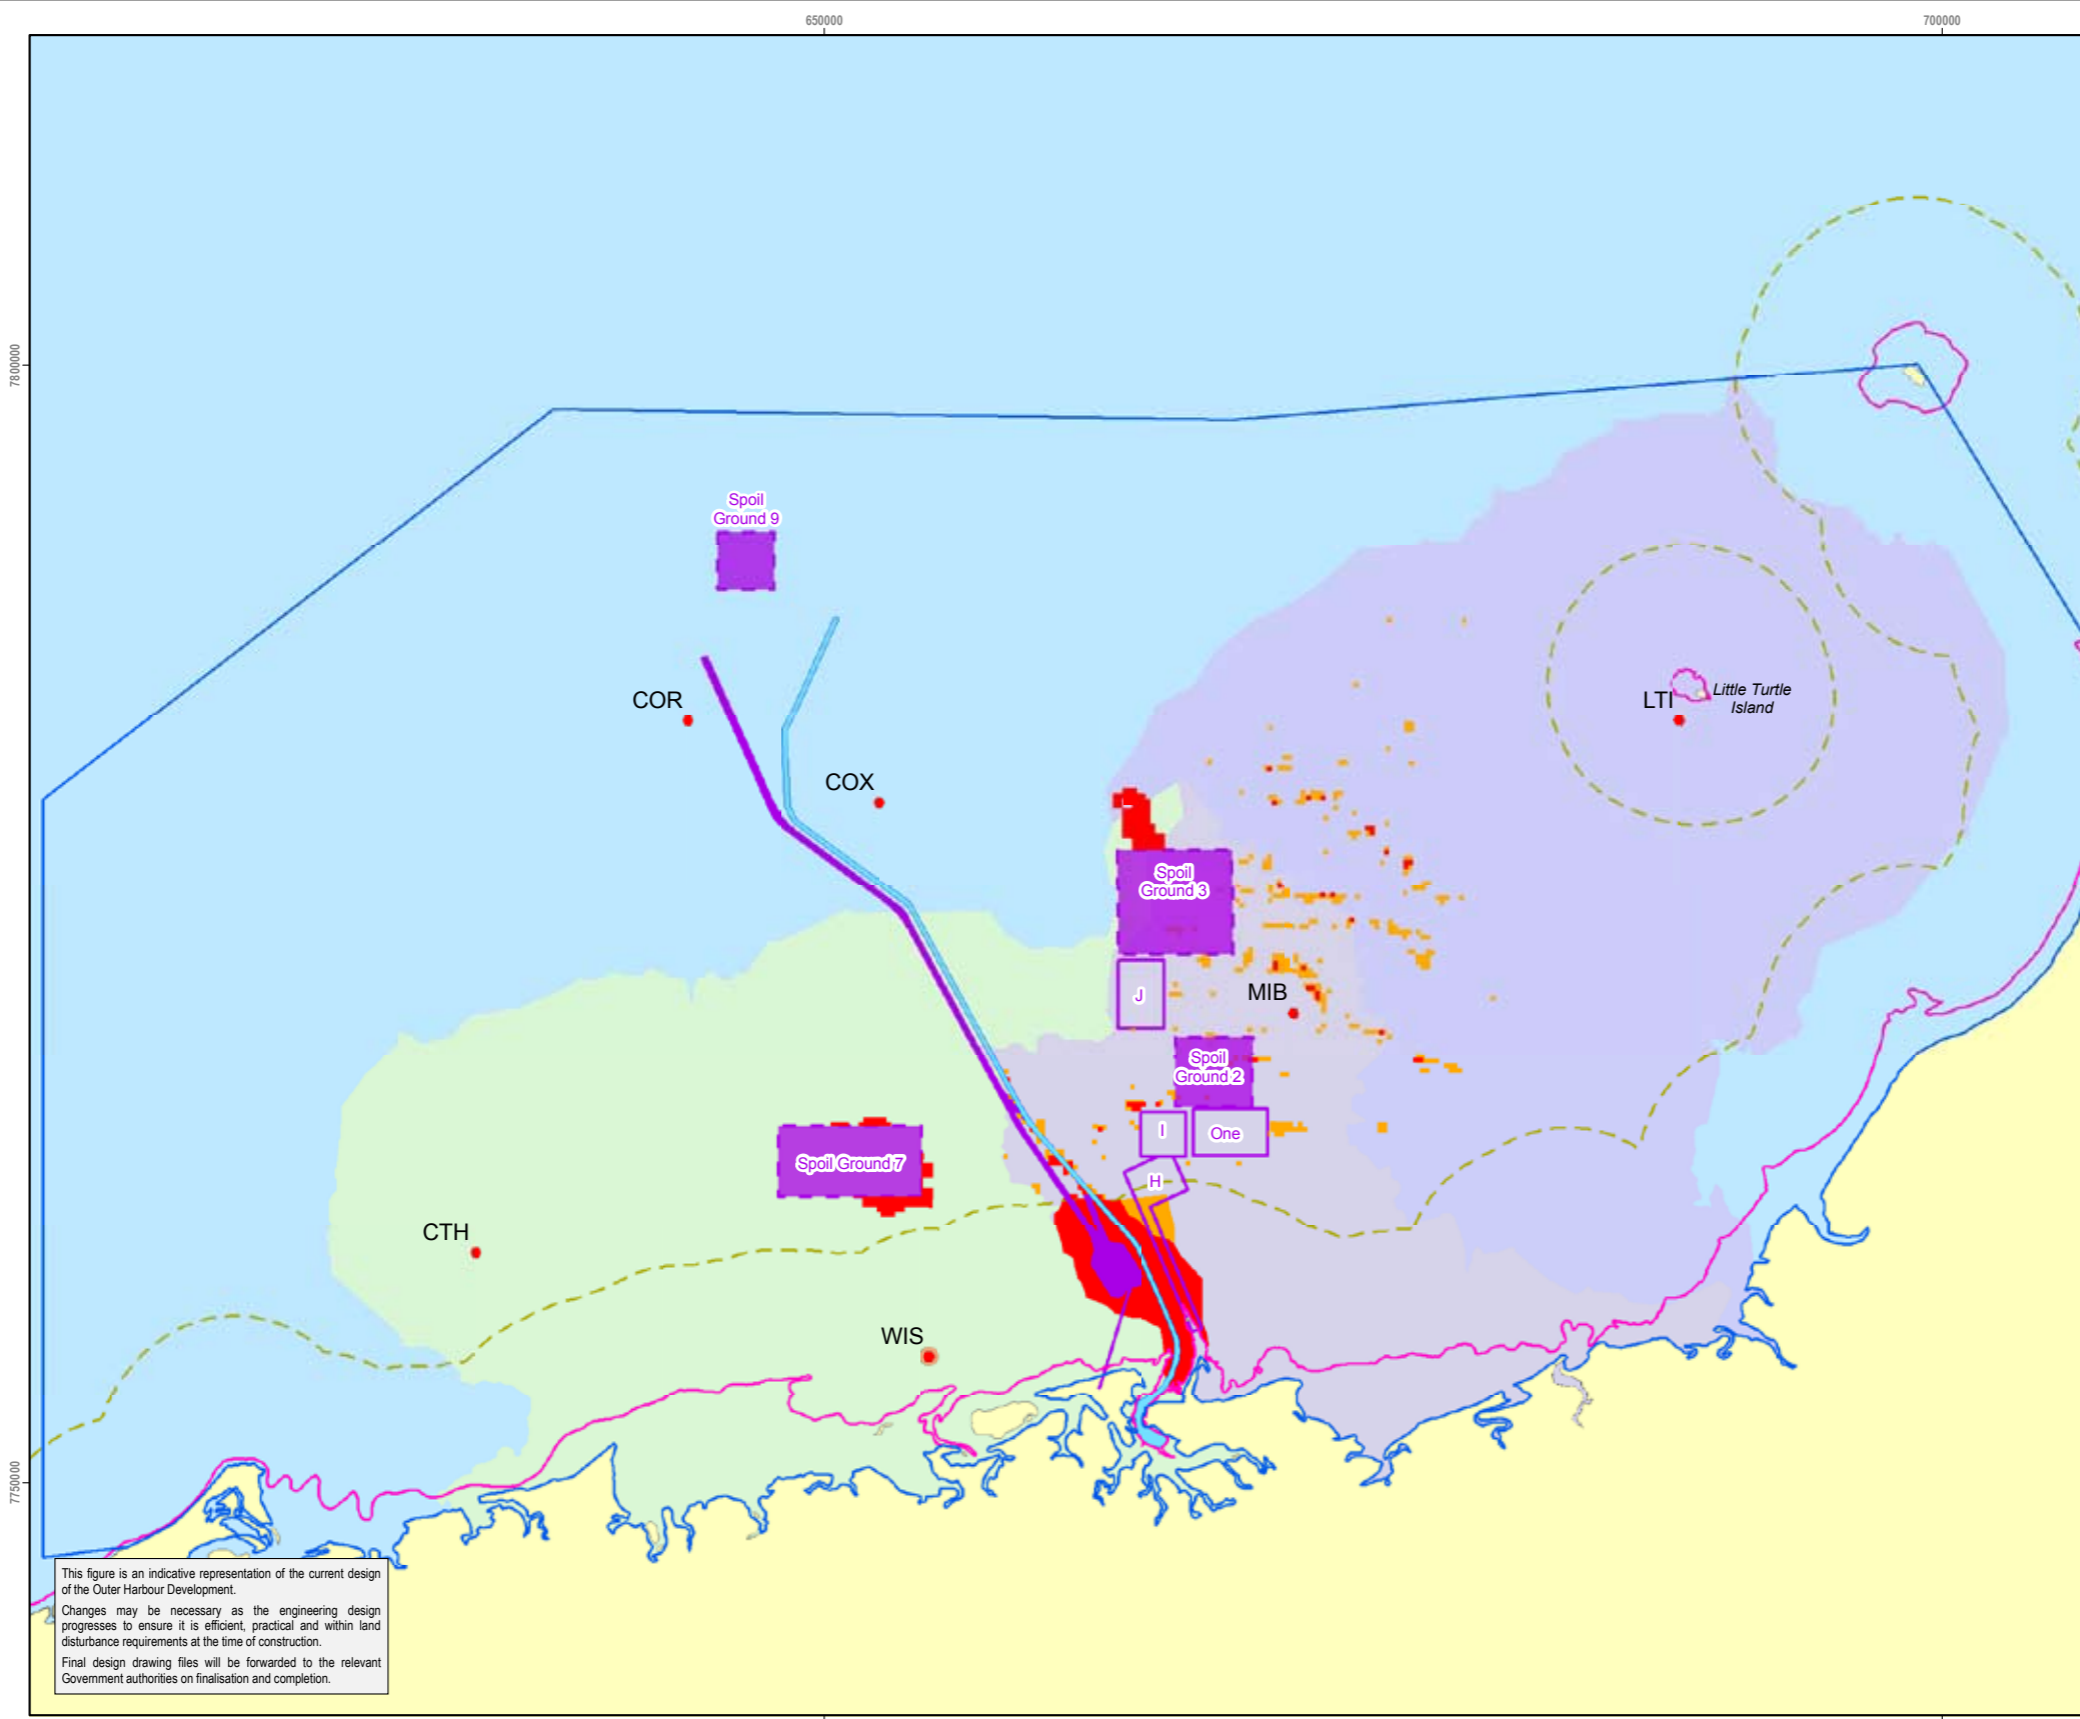 650000
700000
7800000
Spoil
Ground 9
COR
LTI
Little Turtle
Island
COX
Spoil
Ground 3
J
MIB
Spoil
Ground 2
I
One
Spoil Ground 7
H
CTH
WIS
7750000
This figure is an indicative representation of the current design
of the Outer Harbour Development.
Changes may be necessary as the engineering design
progresses to ensure it is efficient, practical and within land
disturbance requirements at the time of construction.
Final design drawing files will be forwarded to the relevant
Government authorities on finalisation and completion.